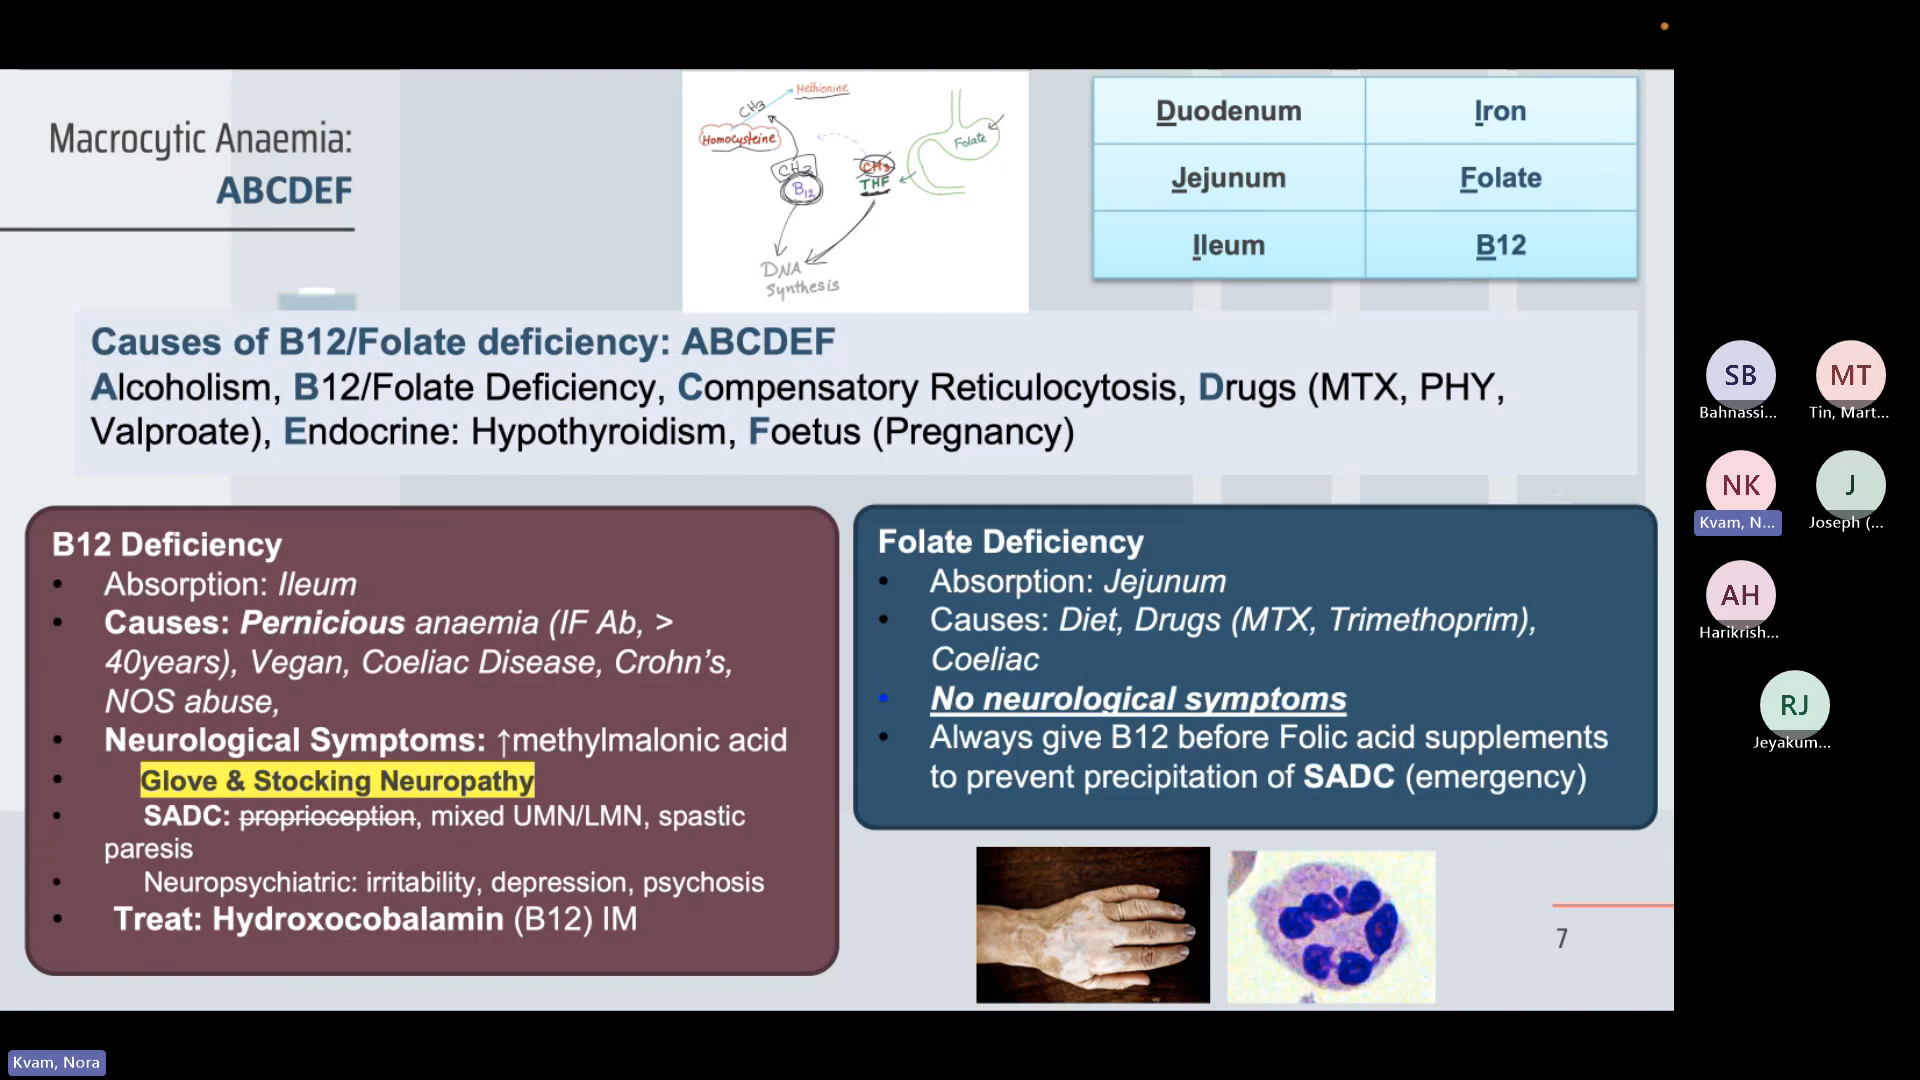 Macrocytic Anaemia:
ABCDEF
CH3
Methionine
Homocysteine
CH3
B12
CH3
THF
Folate
DNA
Synthesis
Duodenum
Iron
Jejunum
Folate
Ileum
B12
Causes of B12/Folate deficiency: ABCDEF
Alcoholism, B12/Folate Deficiency, Compensatory Reticulocytosis, Drugs (MTX, PHY,
Valproate), Endocrine: Hypothyroidism, Foetus (Pregnancy)
B12 Deficiency
• Absorption: Ileum
• Causes: Pernicious anaemia (IF Ab, >
40years), Vegan, Coeliac Disease, Crohn's,
NOS abuse,
• Neurological Symptoms: ↑methylmalonic acid
• Glove & Stocking Neuropathy
• SADC: proprioception, mixed UMN/LMN, spastic
paresis
• Neuropsychiatric: irritability, depression, psychosis
• Treat: Hydroxocobalamin (B12) IM
Folate Deficiency
• Absorption: Jejunum
• Causes: Diet, Drugs (MTX, Trimethoprim),
Coeliac
• No neurological symptoms
• Always give B12 before Folic acid supplements
to prevent precipitation of SADC (emergency)
7
SB
Bahnassi...
MT
Tin, Mart...
NK
Kvam, N...
J
Joseph (...
AH
Harikrish...
RJ
Jeyakum...
Kvam, Nora